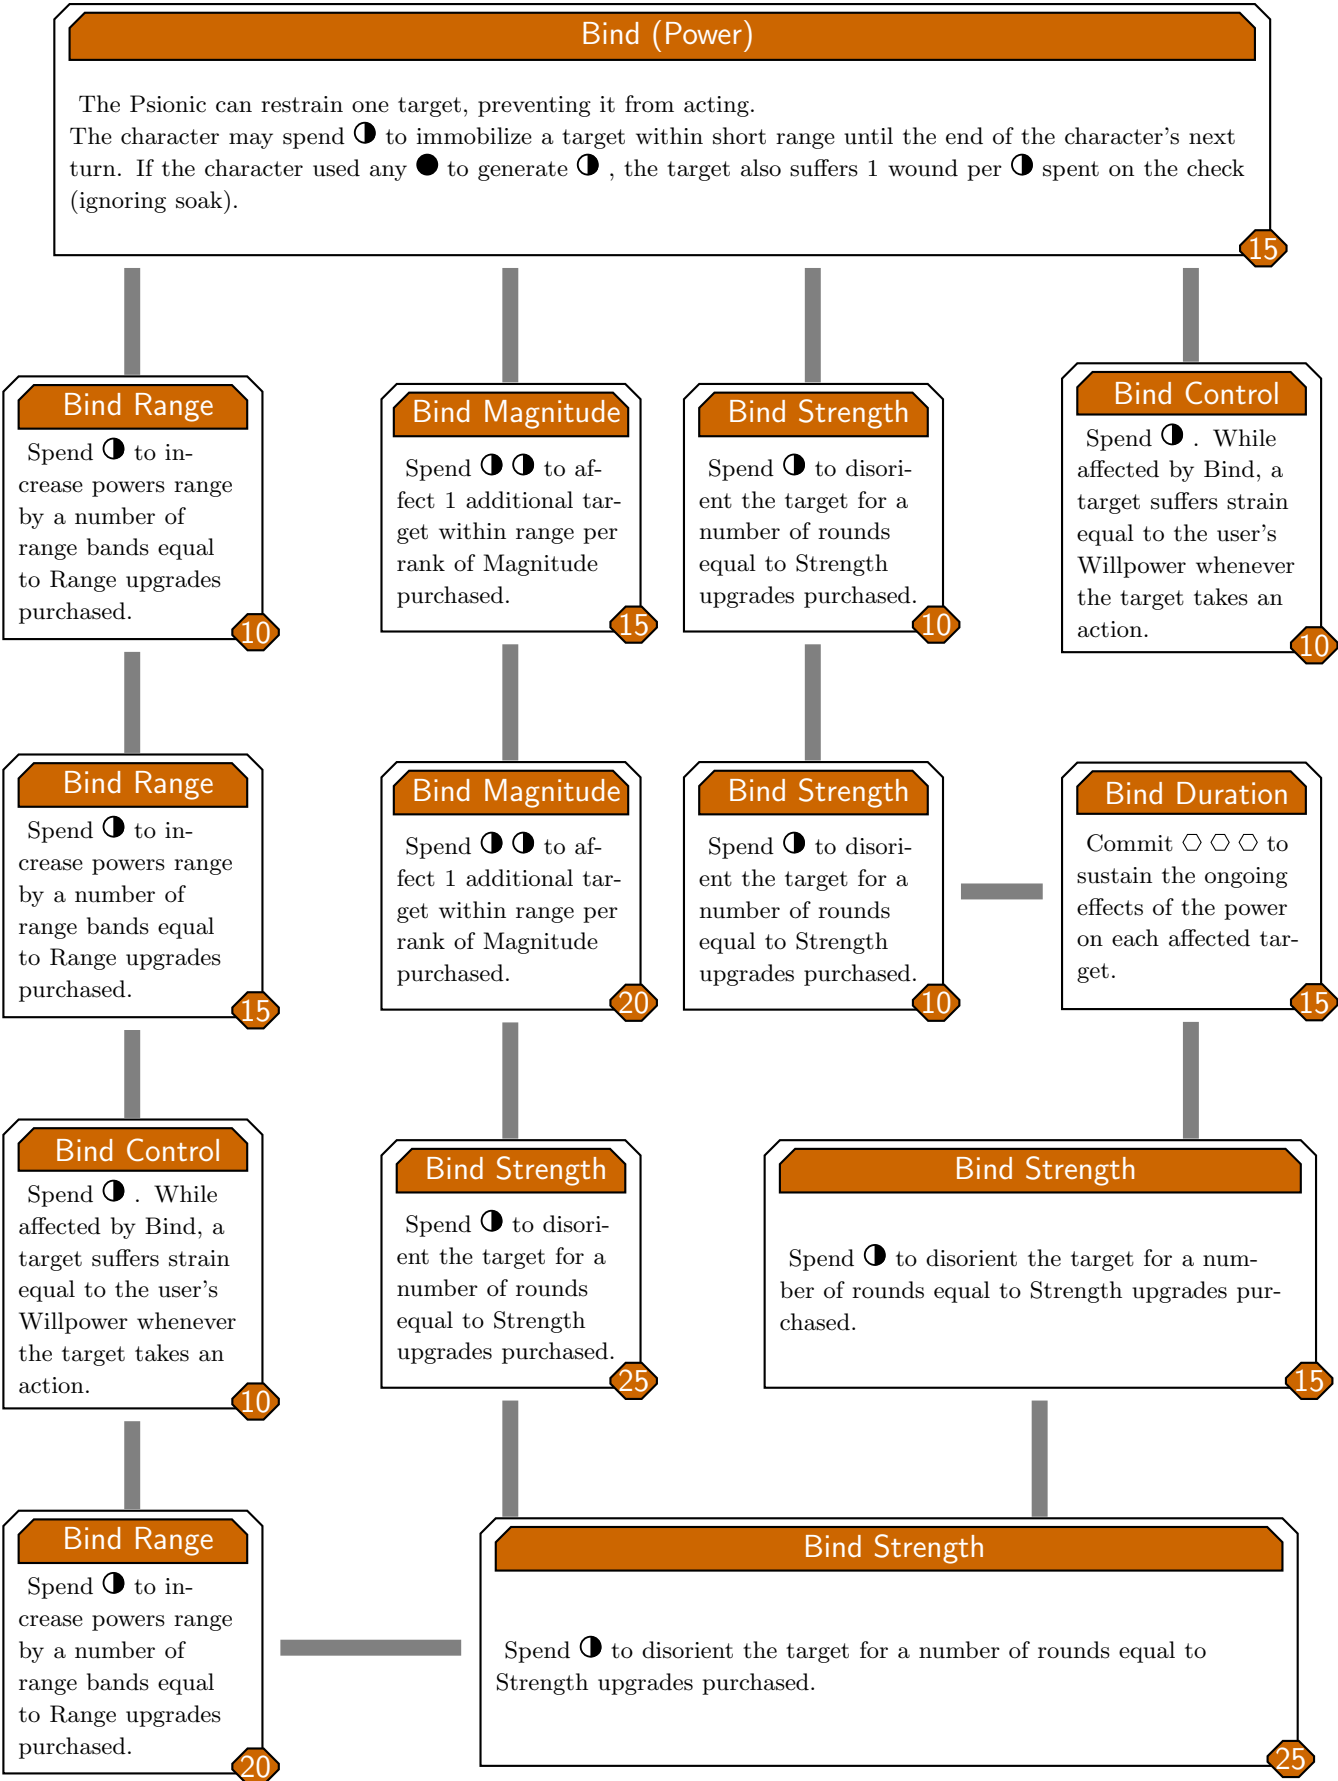 Bind (Power)
The Psionic can restrain one target, preventing it from acting.
The character may spend ◑ to immobilize a target within short range until the end of the character's next
turn. If the character used any ● to generate ◑ , the target also suffers 1 wound per ◑ spent on the check
(ignoring soak).
15
Bind Range
Spend ◑ to in-
crease powers range
by a number of
range bands equal
to Range upgrades
purchased.
10
Bind Magnitude
Spend ◑ ◑ to af-
fect 1 additional tar-
get within range per
rank of Magnitude
purchased.
15
Bind Strength
Spend ◑ to disori-
ent the target for a
number of rounds
equal to Strength
upgrades purchased.
10
Bind Control
Spend ◑ . While
affected by Bind, a
target suffers strain
equal to the user's
Willpower whenever
the target takes an
action.
10
Bind Range
Spend ◑ to in-
crease powers range
by a number of
range bands equal
to Range upgrades
purchased.
15
Bind Magnitude
Spend ◑ ◑ to af-
fect 1 additional tar-
get within range per
rank of Magnitude
purchased.
20
Bind Strength
Spend ◑ to disori-
ent the target for a
number of rounds
equal to Strength
upgrades purchased.
10
Bind Duration
Commit ⬡ ⬡ ⬡ to
sustain the ongoing
effects of the power
on each affected tar-
get.
15
Bind Control
Spend ◑ . While
affected by Bind, a
target suffers strain
equal to the user's
Willpower whenever
the target takes an
action.
10
Bind Strength
Spend ◑ to disori-
ent the target for a
number of rounds
equal to Strength
upgrades purchased.
25
Bind Strength
Spend ◑ to disorient the target for a num-
ber of rounds equal to Strength upgrades pur-
chased.
15
Bind Range
Spend ◑ to in-
crease powers range
by a number of
range bands equal
to Range upgrades
purchased.
20
Bind Strength
Spend ◑ to disorient the target for a number of rounds equal to
Strength upgrades purchased.
25